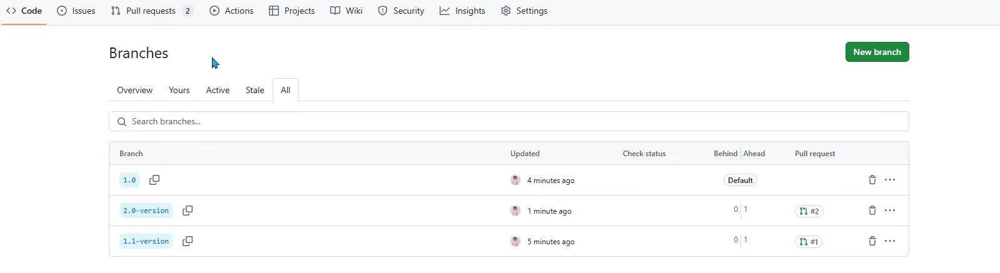 Code Issues Pull requests 2 Actions Projects Wiki Security Insights Settings
Branches New branch
Overview Yours Active Stale All
Search branches...
Branch Updated Check status Behind Ahead Pull request
1.0 4 minutes ago Default
2.0-version 1 minute ago 0 1 #2
1.1-version 5 minutes ago 0 1 #1